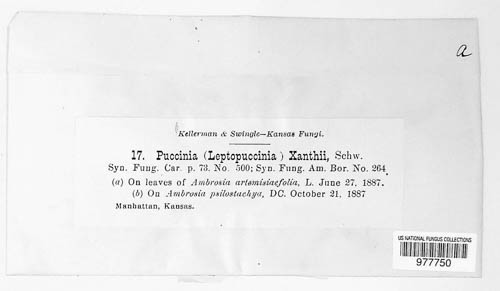 a
Kellerman & Swingle—Kansas Fungi.
17. Puccinia (Leptopuccinia) Xanthii, Schw.
Syn. Fung. Car. p. 73. No. 500; Syn. Fung. Am. Bor. No. 264.
(a) On leaves of Ambrosia artemisiaefolia, L. June 27, 1887.
(b) On Ambrosia psilostachya, DC. October 21, 1887
Manhattan, Kansas.
US NATIONAL FUNGUS COLLECTIONS
977750